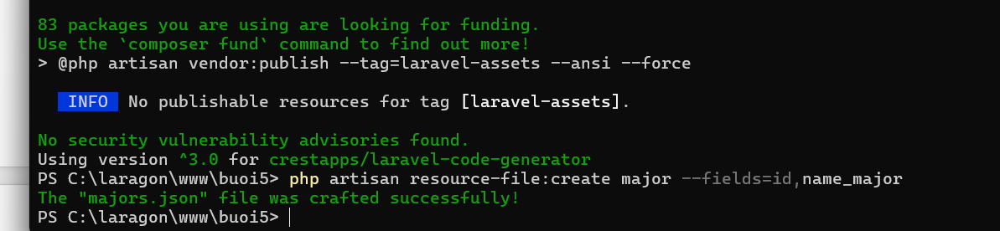 83 packages you are using are looking for funding.
Use the `composer fund` command to find out more!
> @php artisan vendor:publish --tag=laravel-assets --ansi --force
INFO No publishable resources for tag [laravel-assets].
No security vulnerability advisories found.
Using version ^3.0 for crestapps/laravel-code-generator
PS C:\laragon\www\buoi5> php artisan resource-file:create major --fields=id,name_major
The "majors.json" file was crafted successfully!
PS C:\laragon\www\buoi5>